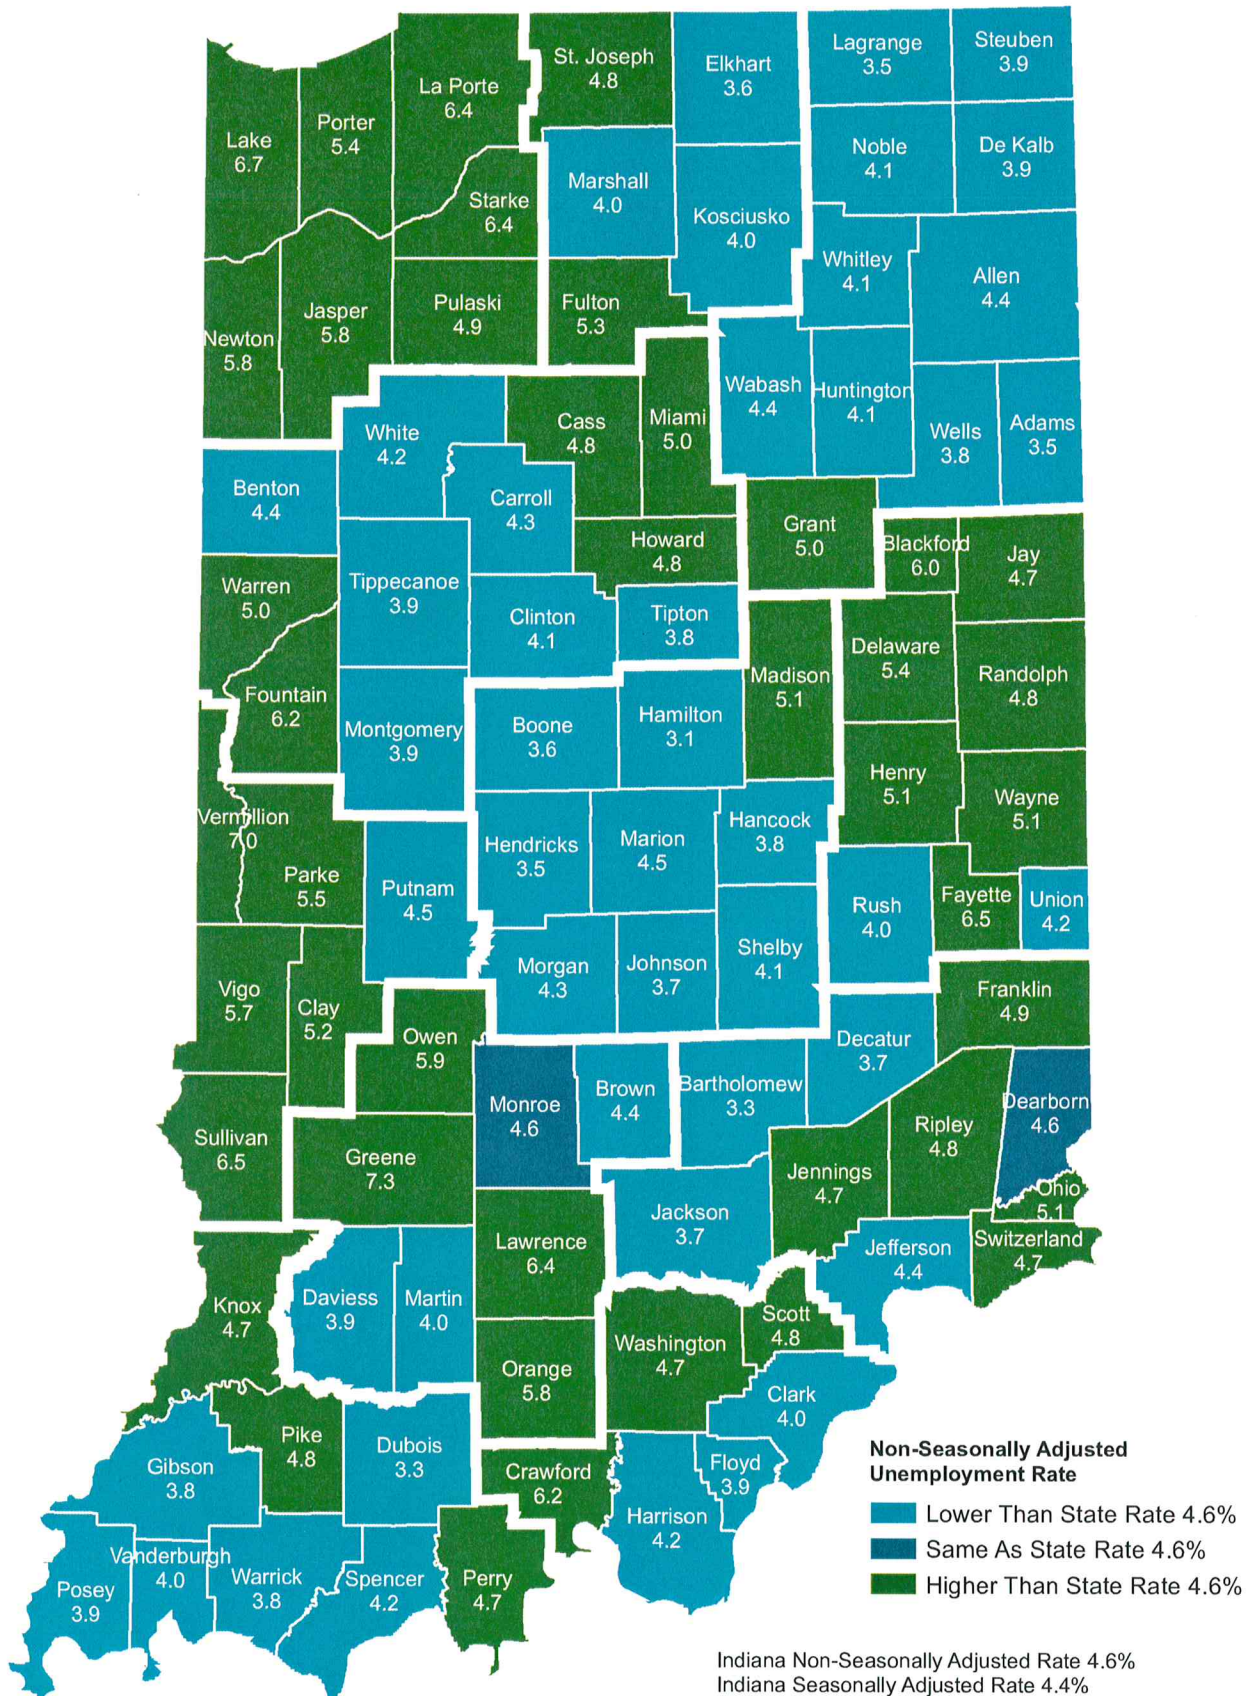 St. Joseph
4.8
Elkhart
3.6
Lagrange
3.5
Steuben
3.9
La Porte
6.4
Porter
5.4
Lake
6.7
Noble
4.1
De Kalb
3.9
Marshall
4.0
Starke
6.4
Kosciusko
4.0
Whitley
4.1
Allen
4.4
Jasper
5.8
Pulaski
4.9
Fulton
5.3
Newton
5.8
Wabash
4.4
Huntington
4.1
White
4.2
Cass
4.8
Miami
5.0
Wells
3.8
Adams
3.5
Benton
4.4
Carroll
4.3
Grant
5.0
Howard
4.8
Blackford
6.0
Jay
4.7
Warren
5.0
Tippecanoe
3.9
Clinton
4.1
Tipton
3.8
Delaware
5.4
Madison
5.1
Randolph
4.8
Fountain
6.2
Montgomery
3.9
Boone
3.6
Hamilton
3.1
Henry
5.1
Wayne
5.1
Vermillion
7.0
Hendricks
3.5
Marion
4.5
Hancock
3.8
Parke
5.5
Putnam
4.5
Rush
4.0
Fayette
6.5
Union
4.2
Shelby
4.1
Morgan
4.3
Johnson
3.7
Vigo
5.7
Clay
5.2
Franklin
4.9
Owen
5.9
Decatur
3.7
Monroe
4.6
Brown
4.4
Bartholomew
3.3
Dearborn
4.6
Ripley
4.8
Sullivan
6.5
Greene
7.3
Jennings
4.7
Ohio
5.1
Jackson
3.7
Lawrence
6.4
Jefferson
4.4
Switzerland
4.7
Knox
4.7
Daviess
3.9
Martin
4.0
Scott
4.8
Washington
4.7
Orange
5.8
Clark
4.0
Pike
4.8
Dubois
3.3
Gibson
3.8
Crawford
6.2
Floyd
3.9
Harrison
4.2
Vanderburgh
4.0
Posey
3.9
Warrick
3.8
Spencer
4.2
Perry
4.7
Non-Seasonally Adjusted
Unemployment Rate
Lower Than State Rate 4.6%
Same As State Rate 4.6%
Higher Than State Rate 4.6%
Indiana Non-Seasonally Adjusted Rate 4.6%
Indiana Seasonally Adjusted Rate 4.4%